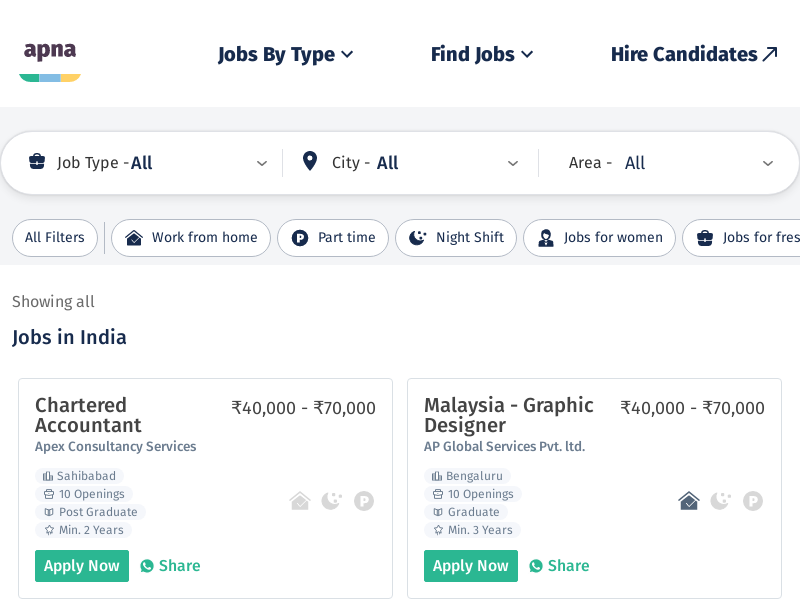 apna
Jobs By Type
Find Jobs
Hire Candidates
Job Type - All
City - All
Area - All
All Filters
Work from home
Part time
Night Shift
Jobs for women
Jobs for fres
Showing all
Jobs in India
Chartered
Accountant
₹40,000 - ₹70,000
Apex Consultancy Services
Sahibabad
10 Openings
Post Graduate
Min. 2 Years
Apply Now
Share
Malaysia - Graphic
Designer
₹40,000 - ₹70,000
AP Global Services Pvt. ltd.
Bengaluru
10 Openings
Graduate
Min. 3 Years
Apply Now
Share